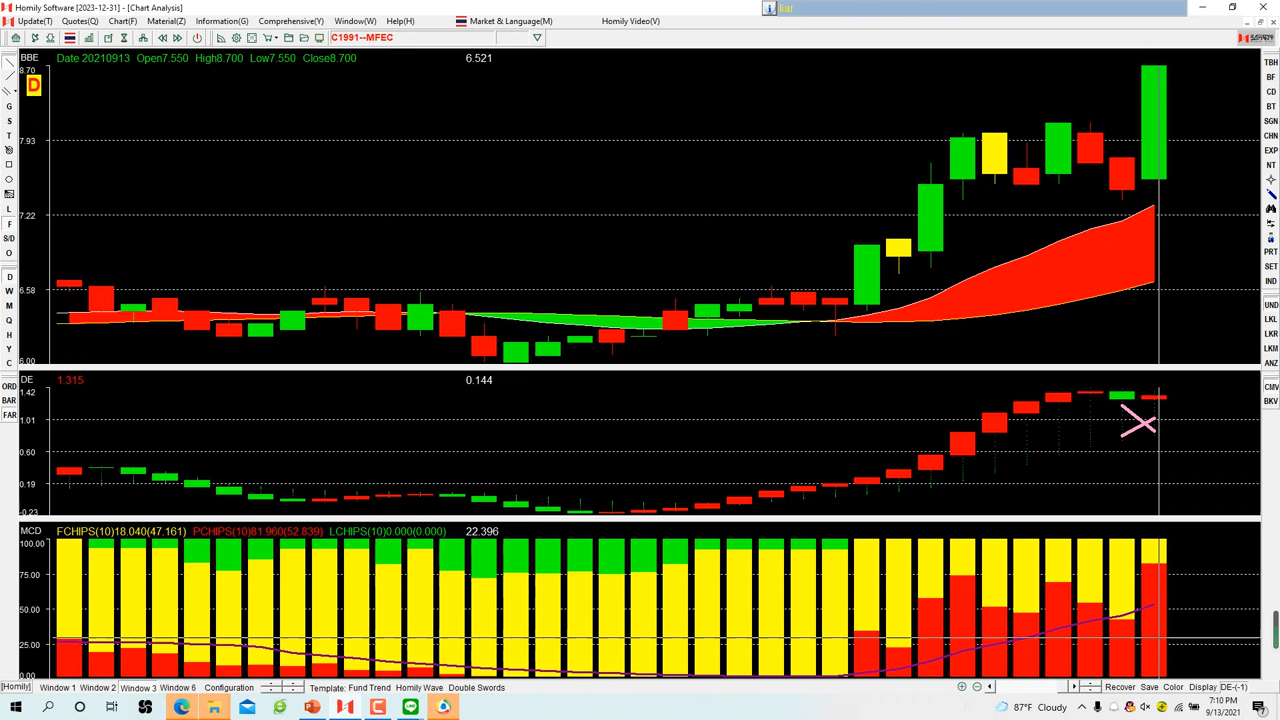 Homily Software [2023-12-31] - [Chart Analysis]
liar.
Update(T) Quotes(Q) Chart(F) Material(Z) Information(G) Comprehensive(Y) Window(W) Help(H) Market & Language(M) Homily Video(V)
C1991--MFEC
BBE Date 20210913 Open7.550 High8.700 Low7.550 Close8.700 6.521
8.70
D
7.93
7.22
6.58
6.00
DE 1.315 0.144
1.42
1.01
0.60
0.19
-0.23
MCD FCHIPS(10)18.040(47.161) PCHIPS(10)81.960(52.839) LCHIPS(10)0.000(0.000) 22.396
100.00
75.00
50.00
25.00
0.00
G
S
T
L
F
S/D
O
D
W
M
Q
H
Y
C
ORD
BAR
FAR
TBH
BF
CD
BT
SGN
CHN
EXP
NT
PRT
SET
IND
UND
LKL
LKR
LKM
ANZ
CMV
BKV
[Homily] Window 1 Window 2 Window 3 Window 6 Configuration Template: Fund Trend Homily Wave Double Swords Recover Save Color Display DE-(-1)
87°F Cloudy
7:10 PM
9/13/2021